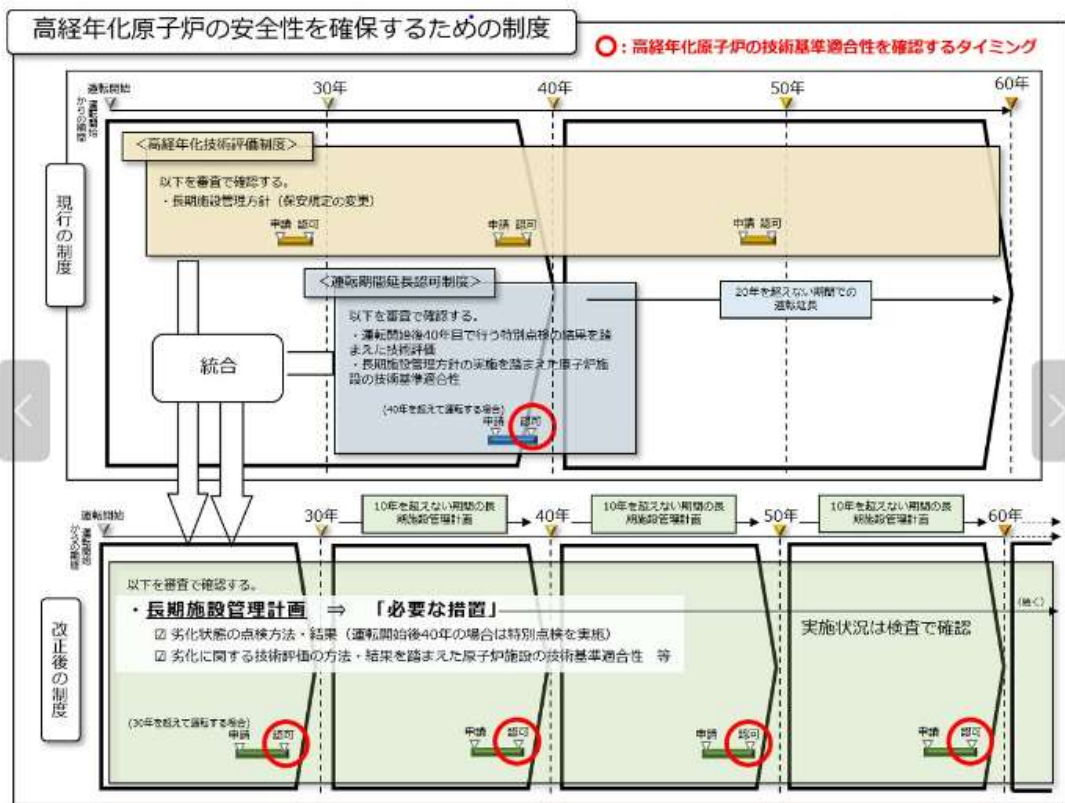 高経年化原子炉の安全性を確保するための制度
○：高経年化原子炉の技術基準適合性を確認するタイミング
運転開始
30年
40年
50年
60年
運転開始
からの期間
現行の制度
＜高経年化技術評価制度＞
以下を審査で確認する。
・長期施設管理方針（保安規定の変更）
申請 認可
申請 認可
申請 認可
＜運転期間延長認可制度＞
以下を審査で確認する。
・運転開始後40年目で行う特別点検の結果を踏
まえた技術評価
・長期施設管理方針の実施を踏まえた原子炉施
設の技術基準適合性
(40年を超えて運転する場合)
申請 認可
20年を超えない期間での
運転延長
統合
運転開始
30年
10年を超えない期間の長
期施設管理計画
40年
10年を超えない期間の長
期施設管理計画
50年
10年を超えない期間の長
期施設管理計画
60年
運転開始
からの期間
改正後の制度
以下を審査で確認する。
・長期施設管理計画 ⇒ 「必要な措置」
☑ 劣化状態の点検方法・結果（運転開始後40年の場合は特別点検を実施）
☑ 劣化に関する技術評価の方法・結果を踏まえた原子炉施設の技術基準適合性 等
実施状況は検査で確認
(続く)
(30年を超えて運転する場合)
申請 認可
申請 認可
申請 認可
申請 認可